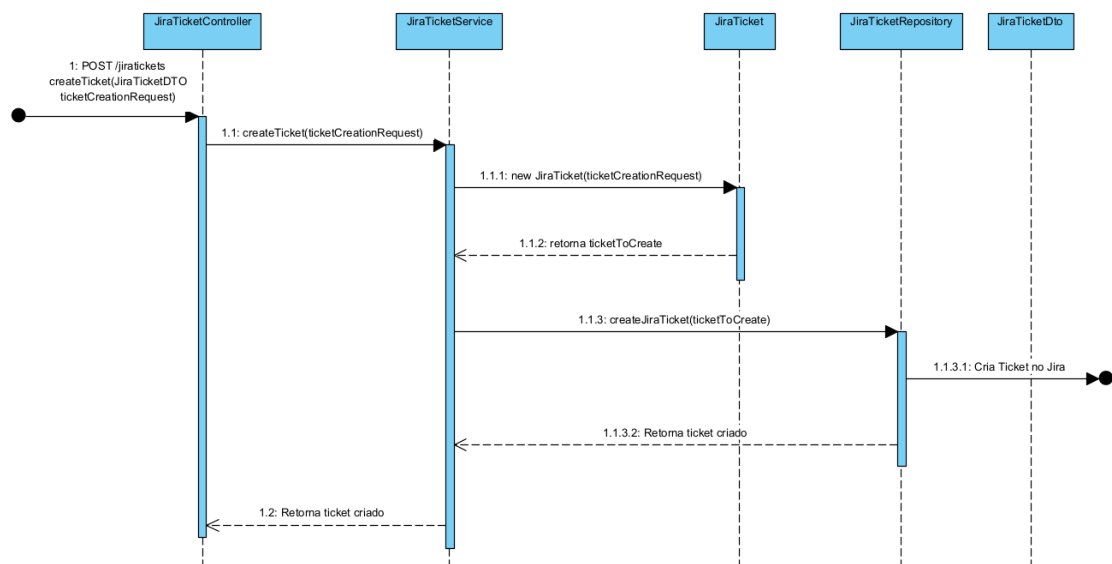 JiraTicketController
JiraTicketService
JiraTicket
JiraTicketRepository
JiraTicketDto
1: POST /jiratickets
createTicket(JiraTicketDTO
ticketCreationRequest)
1.1: createTicket(ticketCreationRequest)
1.1.1: new JiraTicket(ticketCreationRequest)
1.1.2: retorna ticketToCreate
1.1.3: createJiraTicket(ticketToCreate)
1.1.3.1: Cria Ticket no Jira
1.1.3.2: Retorna ticket criado
1.2: Retorna ticket criado